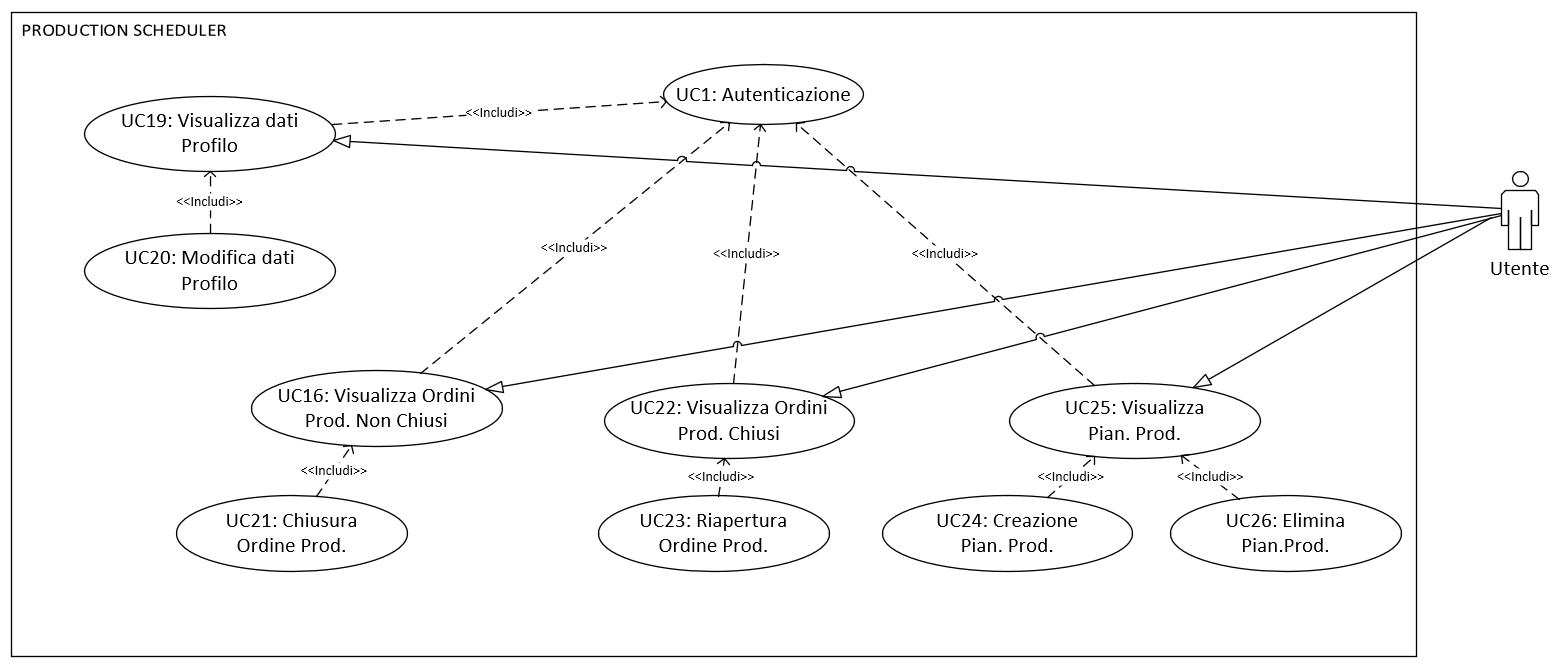 PRODUCTION SCHEDULER
UC1: Autenticazione
<<Includi>>
UC19: Visualizza dati
Profilo
<<Includi>>
UC20: Modifica dati
Profilo
<<Includi>>
<<Includi>>
<<Includi>>
Utente
UC16: Visualizza Ordini
Prod. Non Chiusi
UC22: Visualizza Ordini
Prod. Chiusi
UC25: Visualizza
Pian. Prod.
<<Includi>>
<<Includi>>
<<Includi>>
<<Includi>>
UC21: Chiusura
Ordine Prod.
UC23: Riapertura
Ordine Prod.
UC24: Creazione
Pian. Prod.
UC26: Elimina
Pian.Prod.